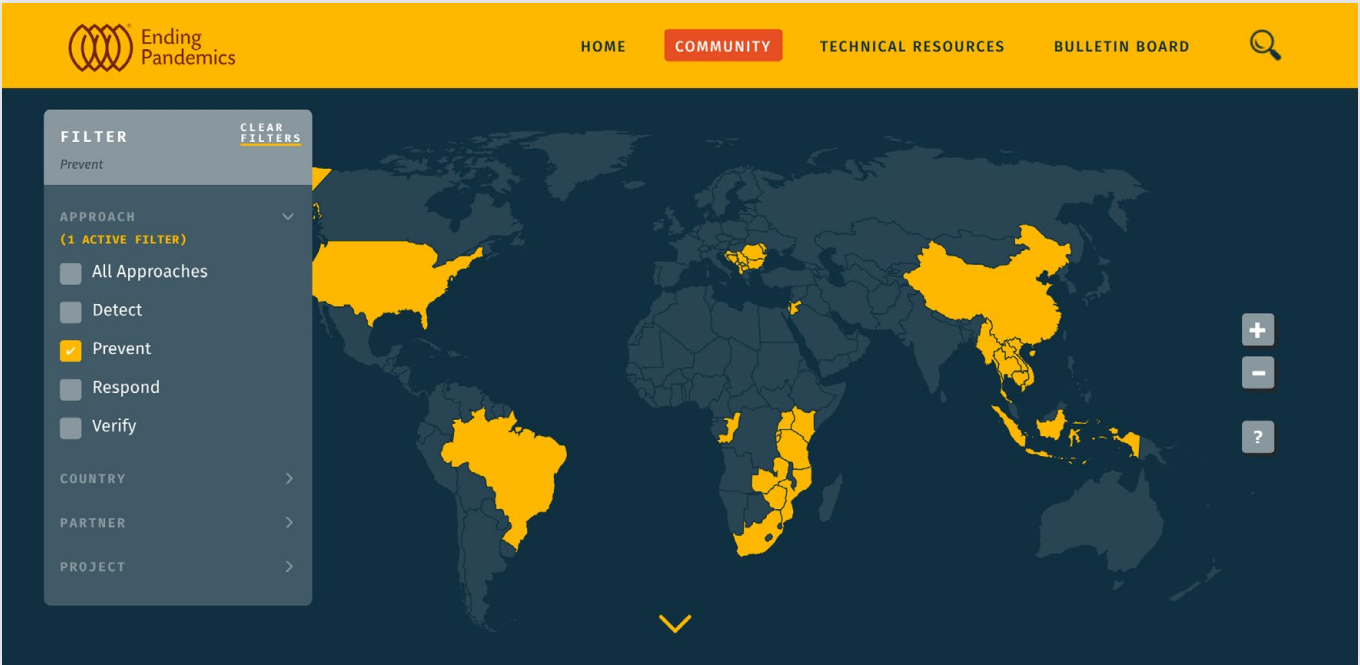 Ending
Pandemics
HOME COMMUNITY TECHNICAL RESOURCES BULLETIN BOARD
FILTER
CLEAR
FILTERS
Prevent
APPROACH
(1 ACTIVE FILTER)
All Approaches
Detect
Prevent
Respond
Verify
COUNTRY
PARTNER
PROJECT
+
−
?